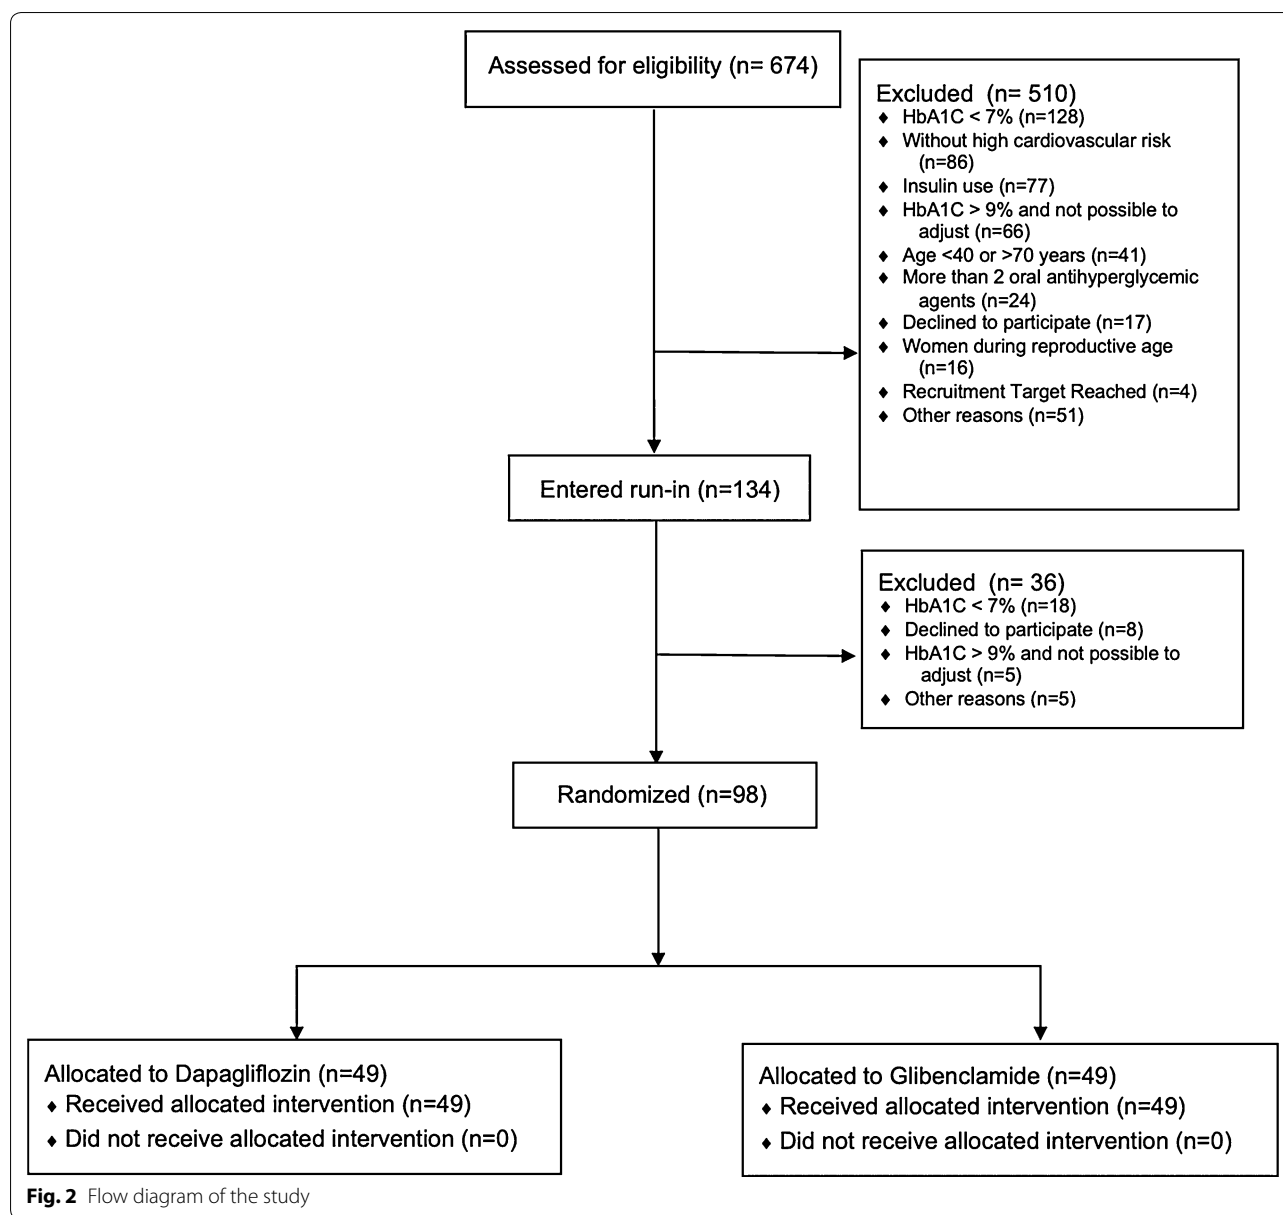 Assessed for eligibility (n= 674)
Excluded (n= 510)
♦ HbA1C < 7% (n=128)
♦ Without high cardiovascular risk
(n=86)
♦ Insulin use (n=77)
♦ HbA1C > 9% and not possible to
adjust (n=66)
♦ Age <40 or >70 years (n=41)
♦ More than 2 oral antihyperglycemic
agents (n=24)
♦ Declined to participate (n=17)
♦ Women during reproductive age
(n=16)
♦ Recruitment Target Reached (n=4)
♦ Other reasons (n=51)
Entered run-in (n=134)
Excluded (n= 36)
♦ HbA1C < 7% (n=18)
♦ Declined to participate (n=8)
♦ HbA1C > 9% and not possible to
adjust (n=5)
♦ Other reasons (n=5)
Randomized (n=98)
Allocated to Dapagliflozin (n=49)
♦ Received allocated intervention (n=49)
♦ Did not receive allocated intervention (n=0)
Allocated to Glibenclamide (n=49)
♦ Received allocated intervention (n=49)
♦ Did not receive allocated intervention (n=0)
Fig. 2 Flow diagram of the study